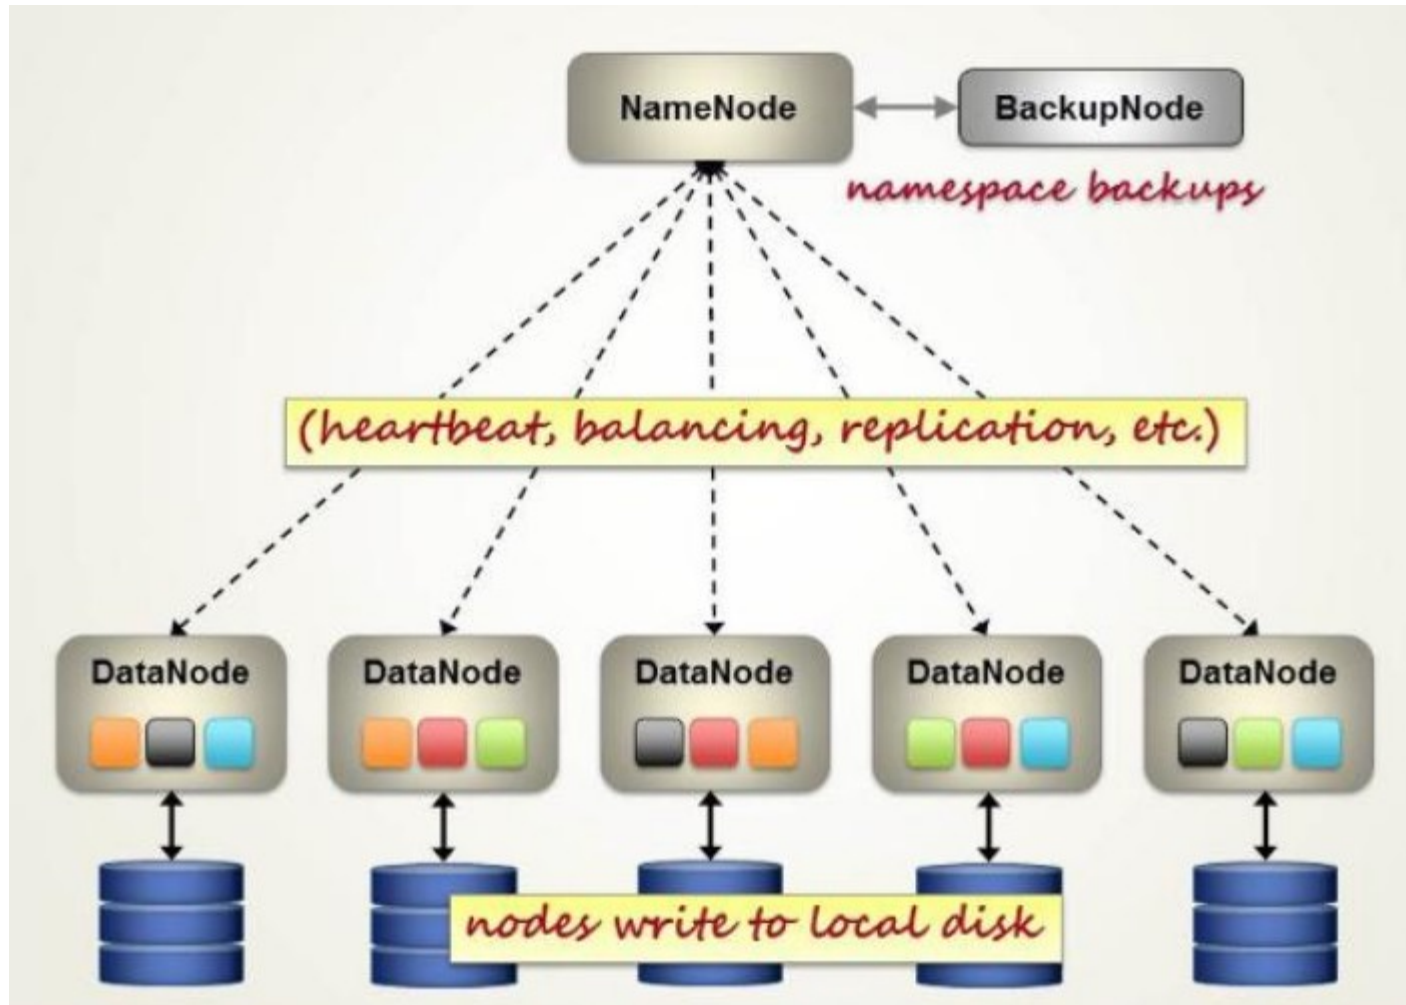 NameNode
BackupNode
namespace backups
(heartbeat, balancing, replication, etc.)
DataNode
DataNode
DataNode
DataNode
DataNode
nodes write to local disk